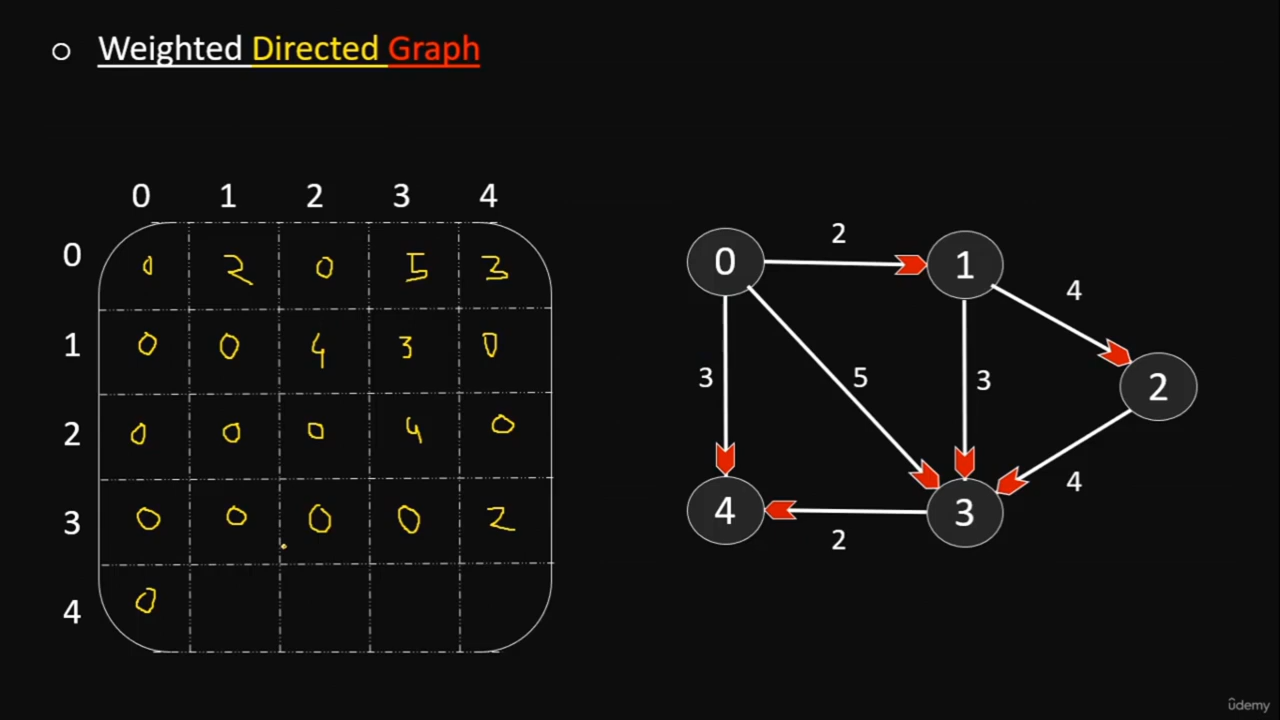 ○ Weighted Directed Graph
0 1 2 3 4
0 0 2 0 5 3
1 0 0 4 3 0
2 0 0 0 4 0
3 0 0 0 0 2
4 0
2
0 1
4
3 5 3 2
4
4 3
2
ûdemy